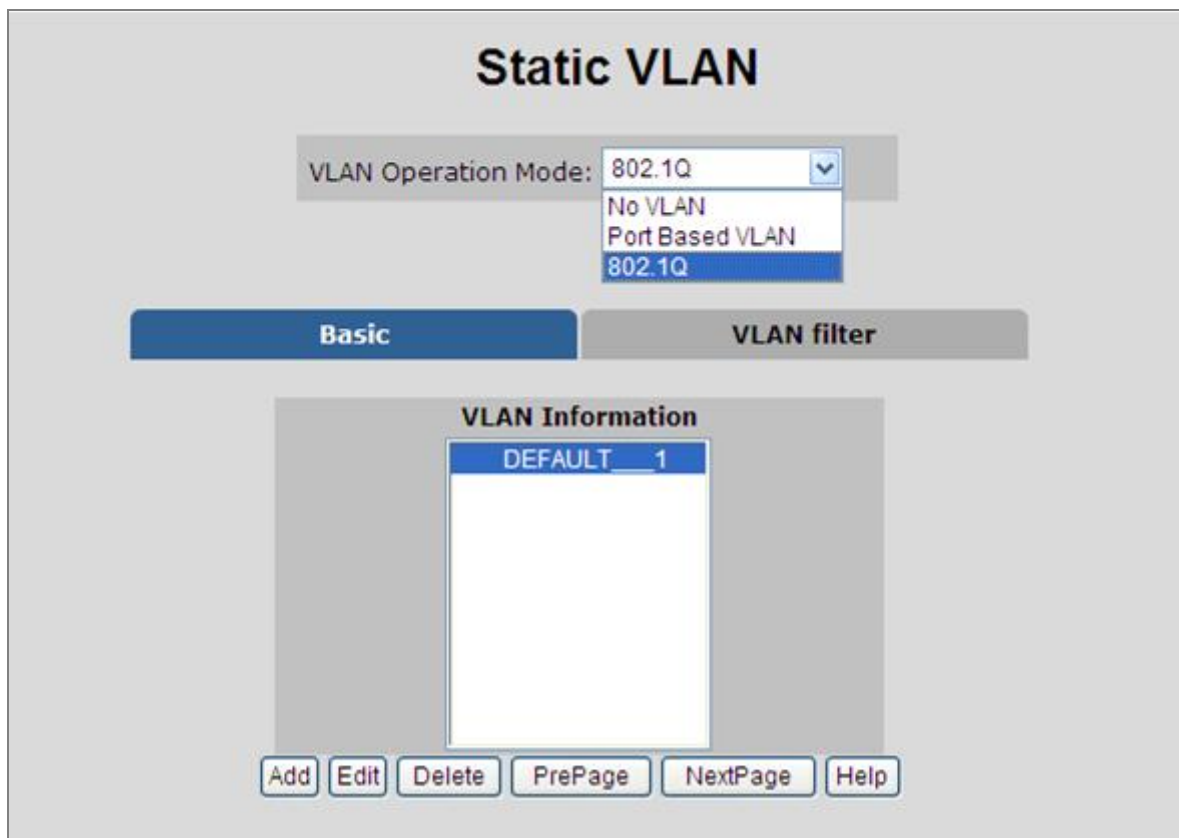 Static VLAN
VLAN Operation Mode: 802.1Q
No VLAN
Port Based VLAN
802.1Q
Basic VLAN filter
VLAN Information
DEFAULT___1
Add Edit Delete PrePage NextPage Help